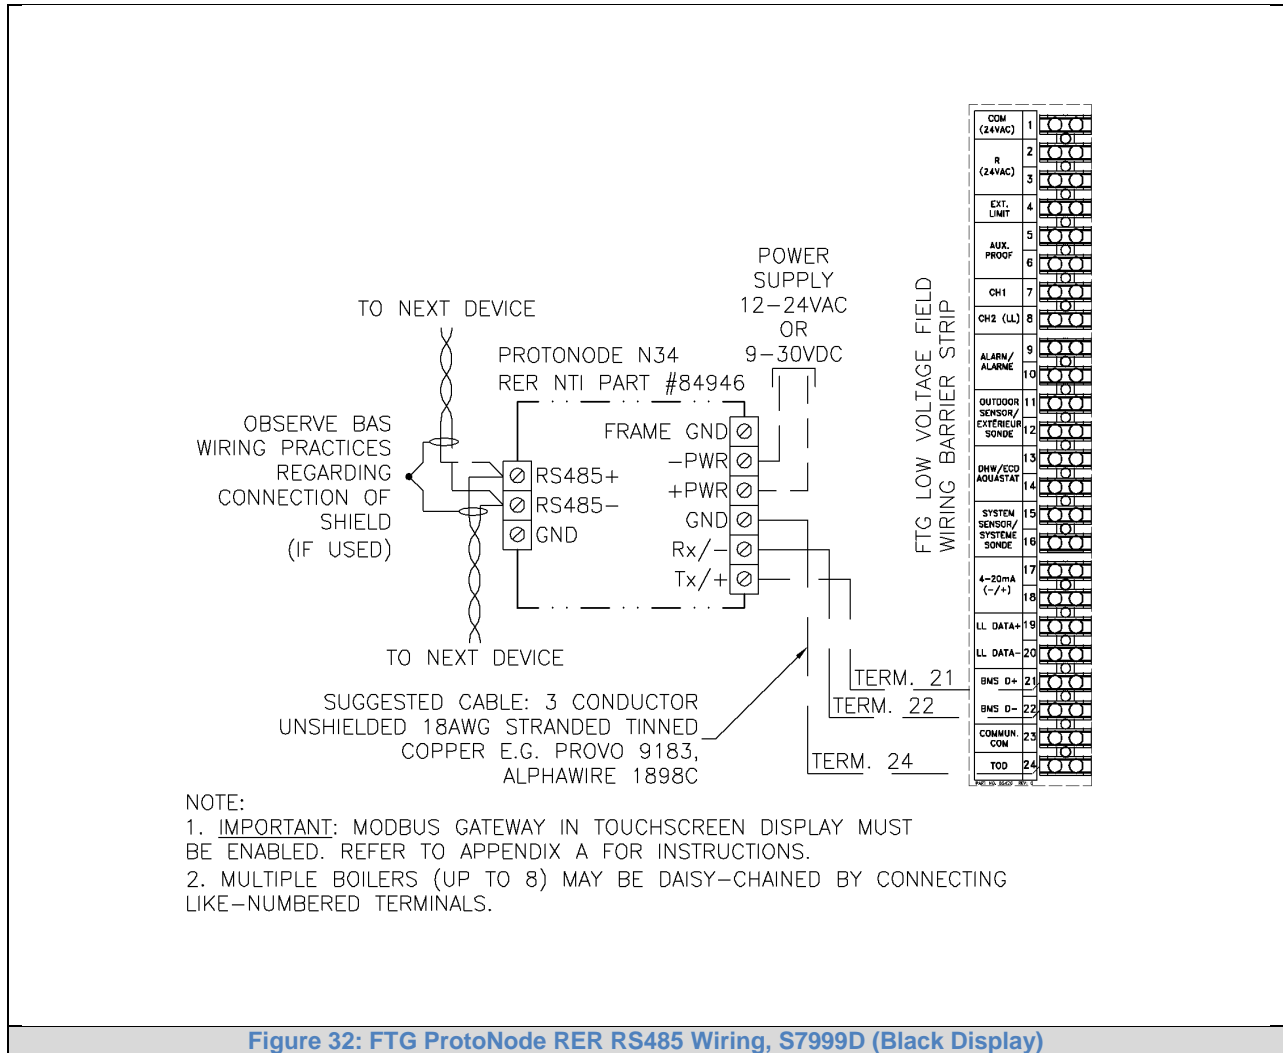 POWER
SUPPLY
12-24VAC
OR
9-30VDC
TO NEXT DEVICE
PROTONODE N34
RER NTI PART #84946
OBSERVE BAS
WIRING PRACTICES
REGARDING
CONNECTION OF
SHIELD
(IF USED)
RS485+
RS485-
GND
FRAME GND
-PWR
+PWR
GND
Rx/-
Tx/+
TO NEXT DEVICE
SUGGESTED CABLE: 3 CONDUCTOR
UNSHIELDED 18AWG STRANDED TINNED
COPPER E.G. PROVO 9183,
ALPHAWIRE 1898C
TERM. 21
TERM. 22
TERM. 24
FTG LOW VOLTAGE FIELD
WIRING BARRIER STRIP
COM
(24VAC)
1
R
(24VAC)
2
3
EXT.
LIMIT
4
AUX.
PROOF
5
6
CH1 7
CH2 (LL) 8
ALARM/
ALARME
9
10
OUTDOOR
SENSOR/
EXTÉRIEUR
SONDE
11
12
DHW/ECD
AQUASTAT
13
14
SYSTEM
SENSOR/
SYSTÈME
SONDE
15
16
4-20mA
(-/+)
17
18
LL DATA+ 19
LL DATA- 20
BMS D+ 21
BMS D- 22
COMMUN.
COM
23
TOD 24
NOTE:
1. IMPORTANT: MODBUS GATEWAY IN TOUCHSCREEN DISPLAY MUST
BE ENABLED. REFER TO APPENDIX A FOR INSTRUCTIONS.
2. MULTIPLE BOILERS (UP TO 8) MAY BE DAISY-CHAINED BY CONNECTING
LIKE-NUMBERED TERMINALS.
Figure 32: FTG ProtoNode RER RS485 Wiring, S7999D (Black Display)